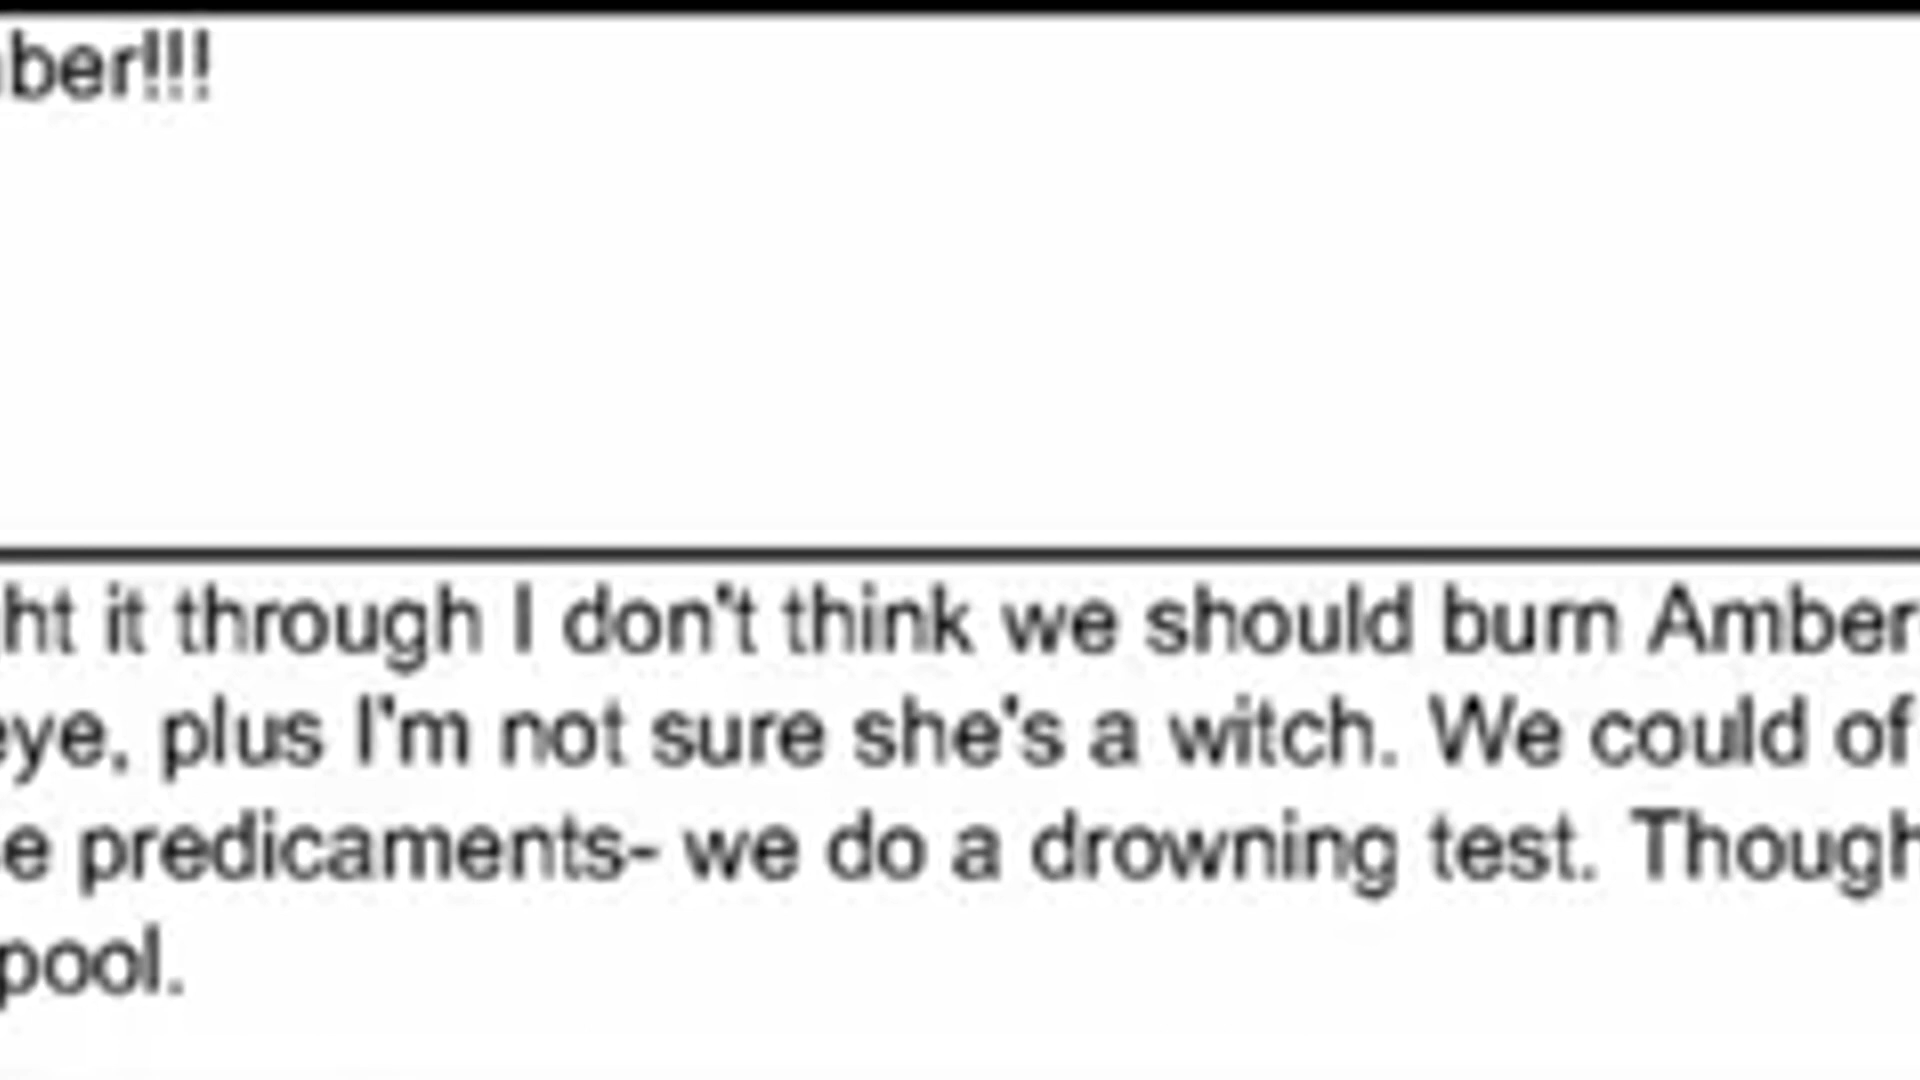 ber!!!
ht it through I don't think we should burn Amber
eye, plus I'm not sure she's a witch. We could of
e predicaments- we do a drowning test. Though
pool.